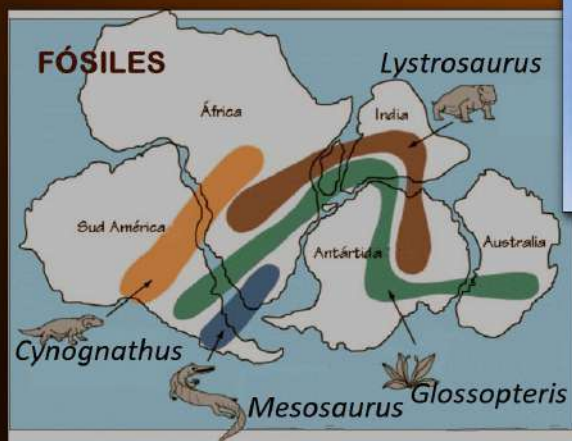 FÓSILES
Lystrosaurus
África
India
Sud América
Antártida
Australia
Cynognathus
Mesosaurus
Glossopteris